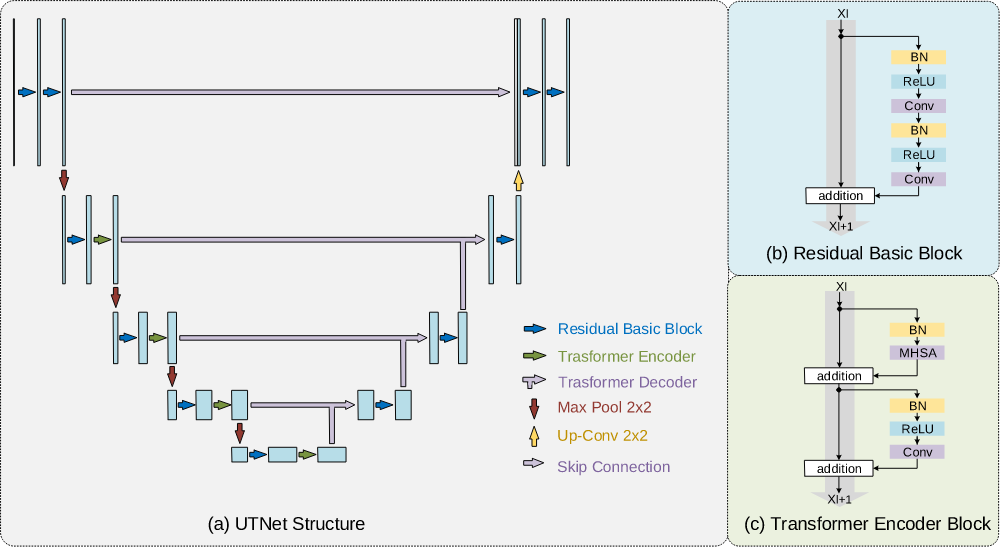 Residual Basic Block
Trasformer Encoder
Trasformer Decoder
Max Pool 2x2
Up-Conv 2x2
Skip Connection
(a) UTNet Structure
Xl
BN
ReLU
Conv
BN
ReLU
Conv
addition
Xl+1
(b) Residual Basic Block
Xl
BN
MHSA
addition
BN
ReLU
Conv
addition
Xl+1
(c) Transformer Encoder Block